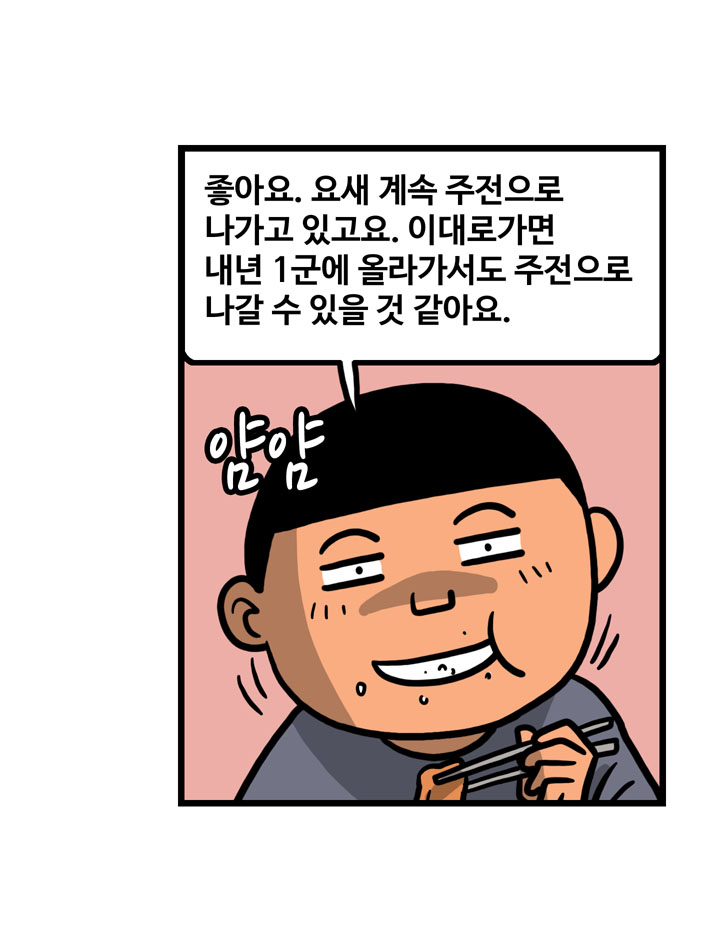 좋아요. 요새 계속 주전으로
나가고 있고요. 이대로가면
내년 1군에 올라가서도 주전으로
나갈 수 있을 것 같아요.
얌얌